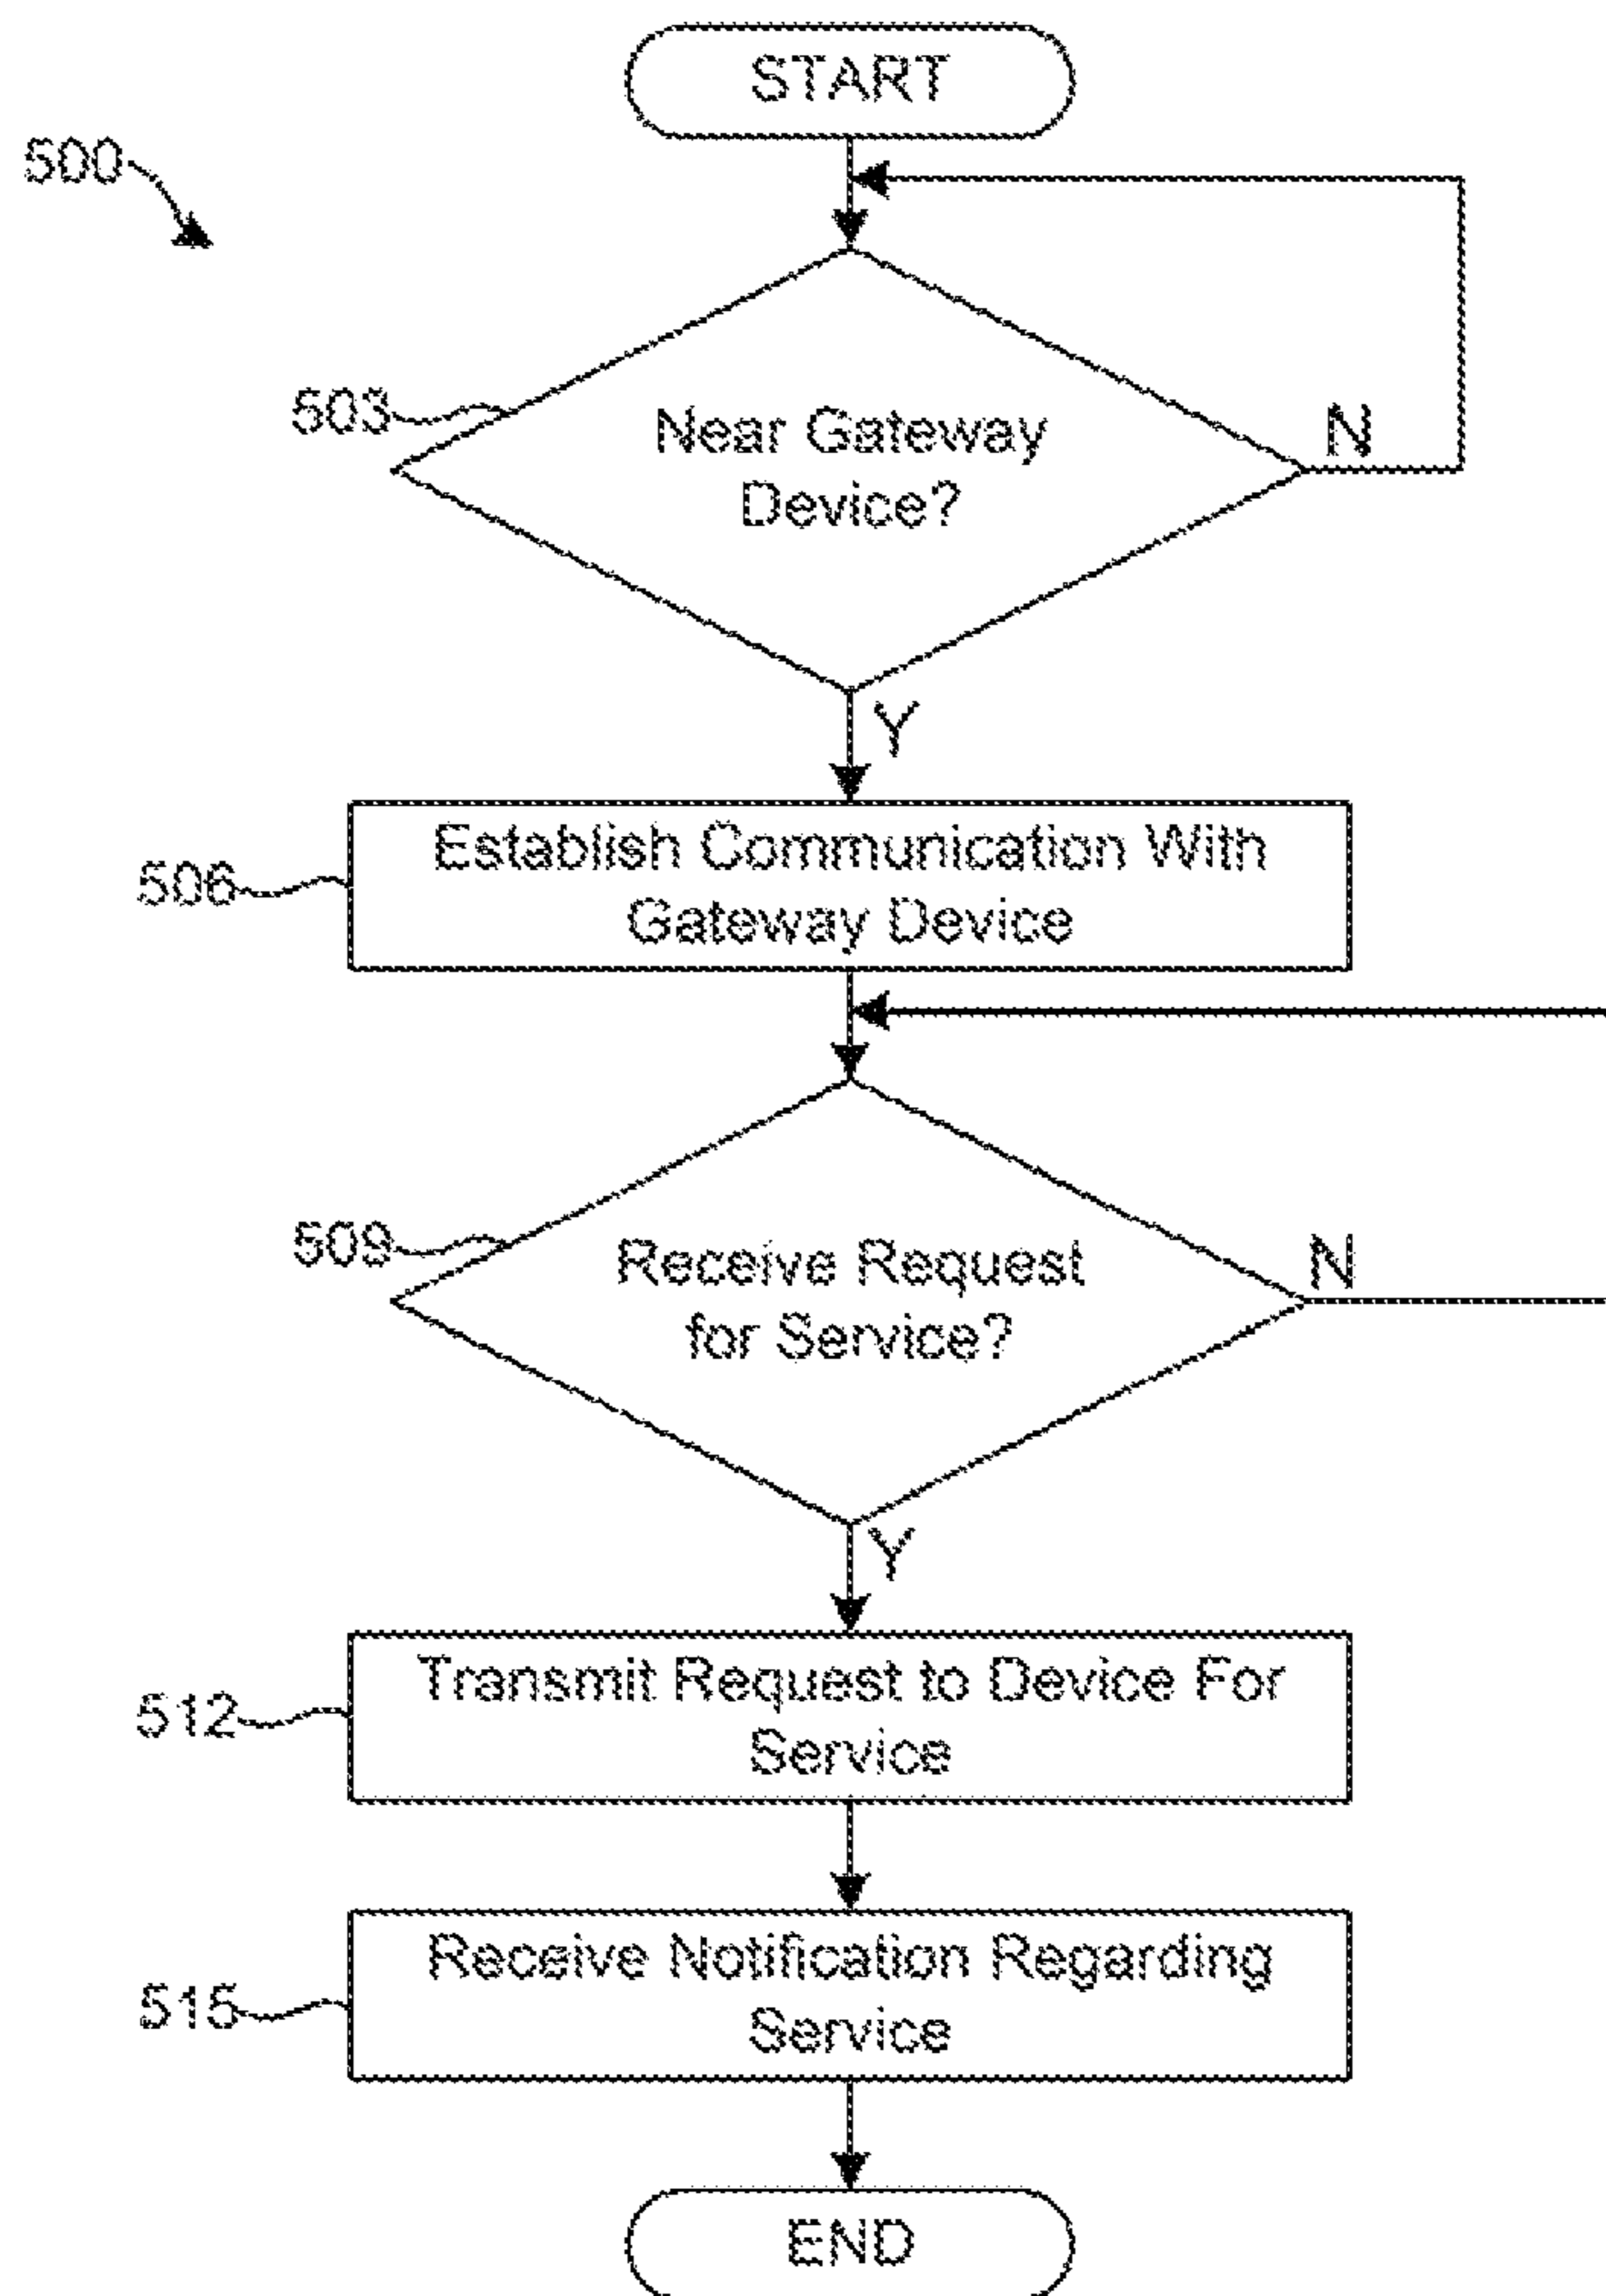 START
500
503
Near Gateway
Device?
N
Y
506
Establish Communication With
Gateway Device
509
Receive Request
for Service?
N
Y
512
Transmit Request to Device For
Service
515
Receive Notification Regarding
Service
END